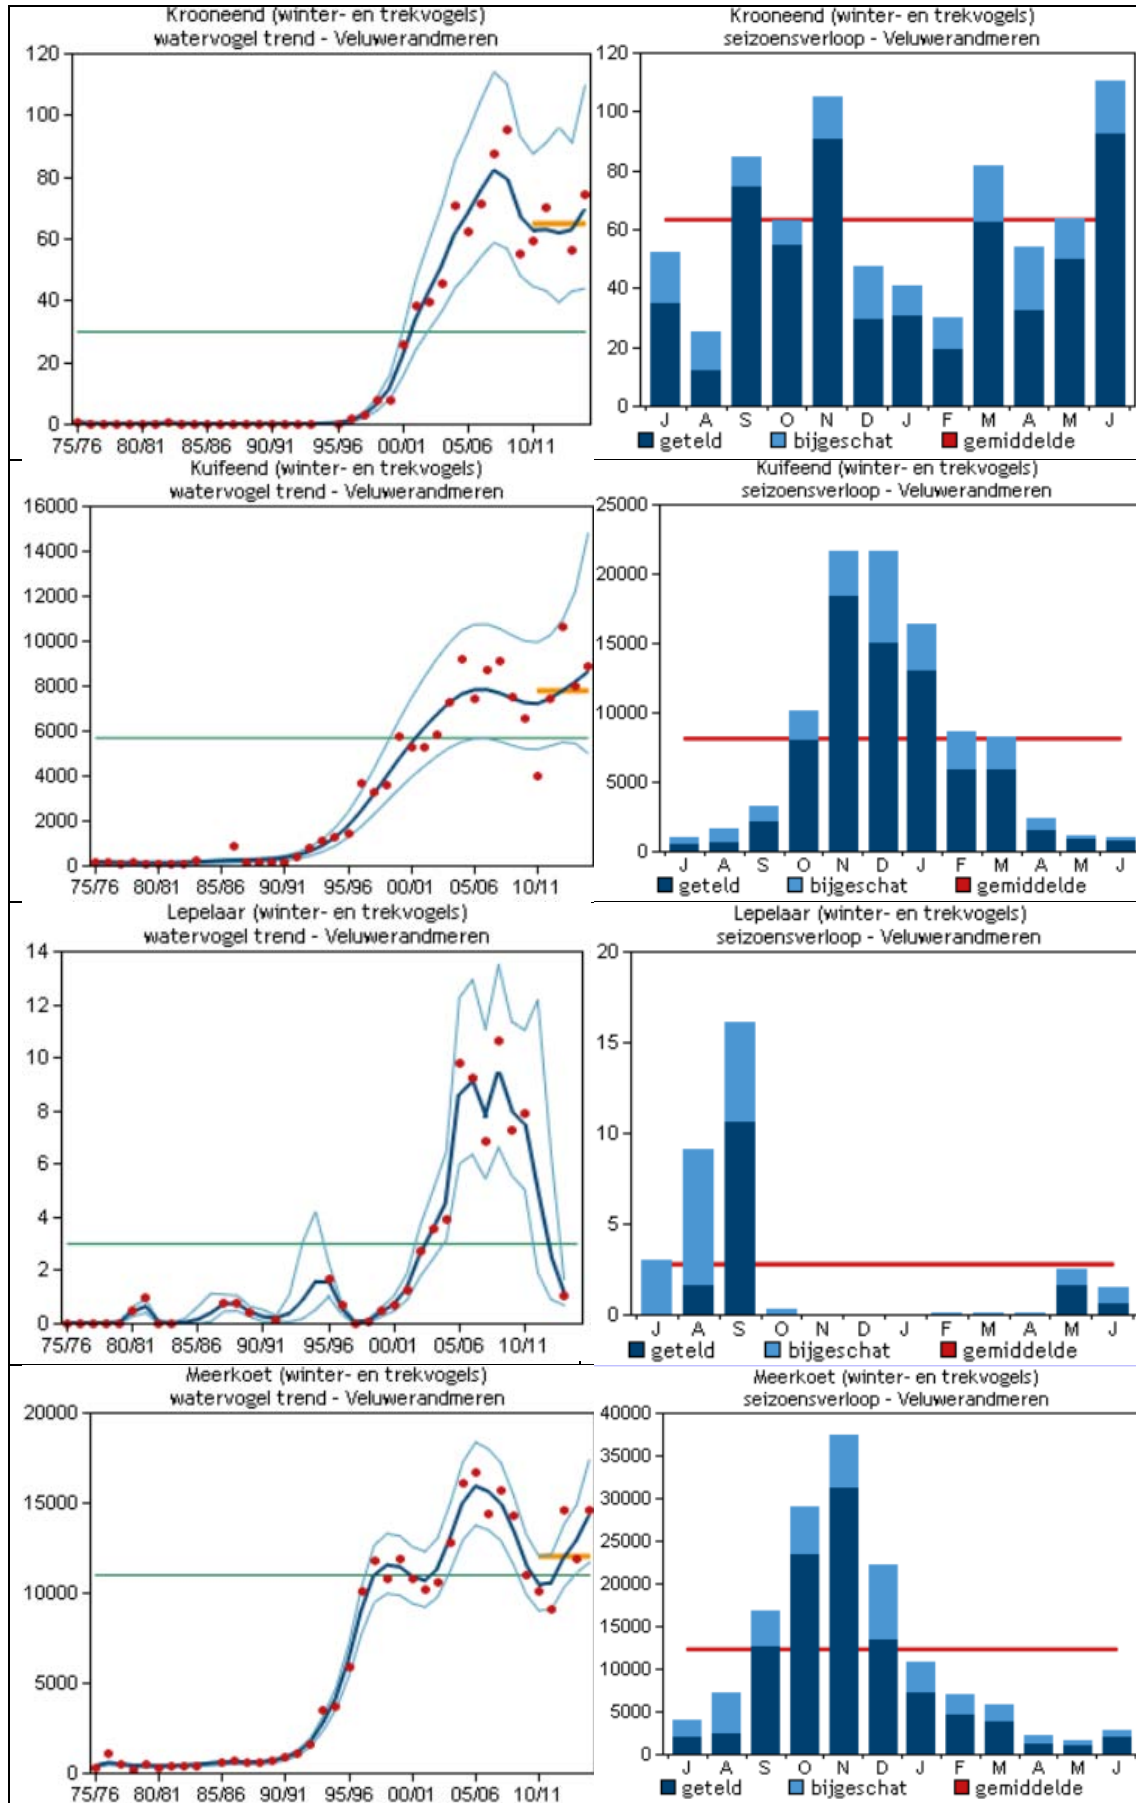 Krooneend (winter- en trekvogels)
watervogel trend - Veluwerandmeren
120
100
80
60
40
20
0
75/76 80/81 85/86 90/91 95/96 00/01 05/06 10/11
Krooneend (winter- en trekvogels)
seizoensverloop - Veluwerandmeren
120
100
80
60
40
20
0
J A S O N D J F M A M J
geteld bijgeschat gemiddelde
Kuifeend (winter- en trekvogels)
watervogel trend - Veluwerandmeren
16000
14000
12000
10000
8000
6000
4000
2000
0
75/76 80/81 85/86 90/91 95/96 00/01 05/06 10/11
Kuifeend (winter- en trekvogels)
seizoensverloop - Veluwerandmeren
25000
20000
15000
10000
5000
0
J A S O N D J F M A M J
geteld bijgeschat gemiddelde
Lepelaar (winter- en trekvogels)
watervogel trend - Veluwerandmeren
14
12
10
8
6
4
2
0
75/76 80/81 85/86 90/91 95/96 00/01 05/06 10/11
Lepelaar (winter- en trekvogels)
seizoensverloop - Veluwerandmeren
20
15
10
5
0
J A S O N D J F M A M J
geteld bijgeschat gemiddelde
Meerkoet (winter- en trekvogels)
watervogel trend - Veluwerandmeren
20000
15000
10000
5000
0
75/76 80/81 85/86 90/91 95/96 00/01 05/06 10/11
Meerkoet (winter- en trekvogels)
seizoensverloop - Veluwerandmeren
40000
35000
30000
25000
20000
15000
10000
5000
0
J A S O N D J F M A M J
geteld bijgeschat gemiddelde